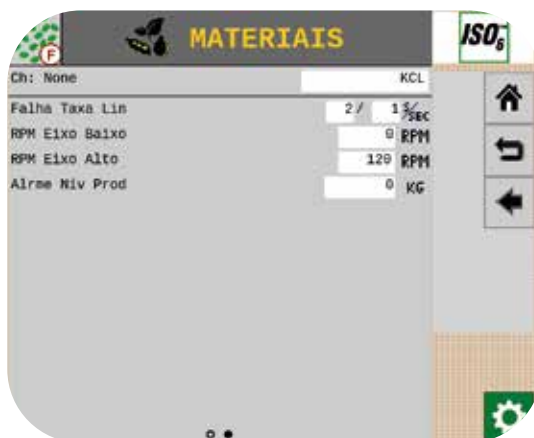 F
MATERIAIS
ISO6
Ch: None KCL
Falha Taxa Lin 2/ 1 S/SEC
RPM Eixo Baixo 0 RPM
RPM Eixo Alto 120 RPM
Alrme Niv Prod 0 KG